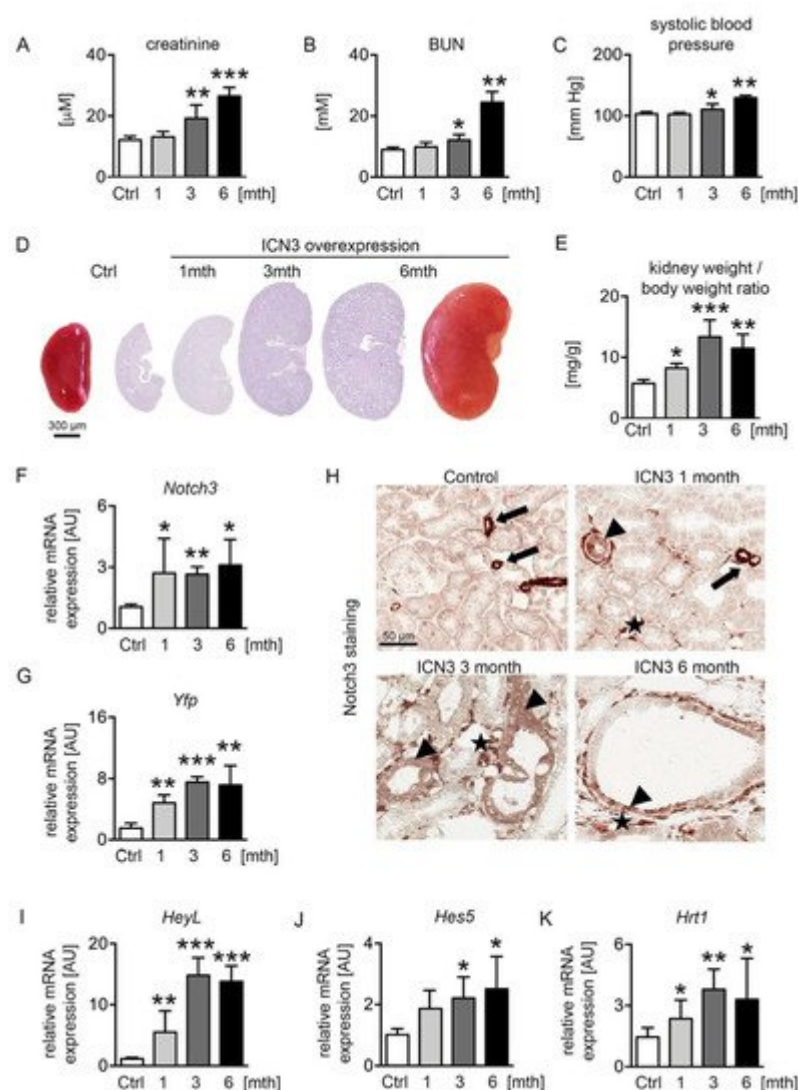 A
creatinine
[µM]
40
20
0
**
***
Ctrl 1 3 6 [mth]
B
BUN
[mM]
40
20
0
*
**
Ctrl 1 3 6 [mth]
C
systolic blood
pressure
[mm Hg]
200
100
0
*
**
Ctrl 1 3 6 [mth]
D
ICN3 overexpression
Ctrl 1mth 3mth 6mth
300 µm
E
kidney weight /
body weight ratio
[mg/g]
20
10
0
*
***
**
Ctrl 1 3 6 [mth]
F
Notch3
relative mRNA
expression [AU]
6
3
0
*
**
*
Ctrl 1 3 6 [mth]
G
Yfp
relative mRNA
expression [AU]
16
8
0
**
***
**
Ctrl 1 3 6 [mth]
H
Notch3 staining
Control
ICN3 1 month
50 µm
ICN3 3 month
ICN3 6 month
I
HeyL
relative mRNA
expression [AU]
20
10
0
**
***
***
Ctrl 1 3 6 [mth]
J
Hes5
relative mRNA
expression [AU]
4
2
0
*
*
Ctrl 1 3 6 [mth]
K
Hrt1
relative mRNA
expression [AU]
6
3
0
*
**
*
Ctrl 1 3 6 [mth]